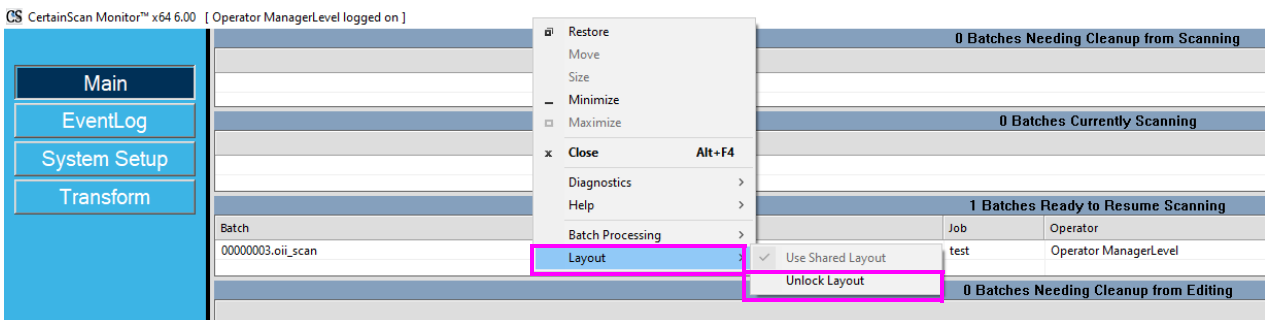 CS CertainScan Monitor™ x64 6.00 [ Operator ManagerLevel logged on ]
Main
EventLog
System Setup
Transform
Restore
Move
Size
Minimize
Maximize
x Close Alt+F4
Diagnostics >
Help >
Batch Processing >
Layout >
Use Shared Layout
Unlock Layout
0 Batches Needing Cleanup from Scanning
0 Batches Currently Scanning
1 Batches Ready to Resume Scanning
Batch Job Operator
00000003.oii_scan test Operator ManagerLevel
0 Batches Needing Cleanup from Editing